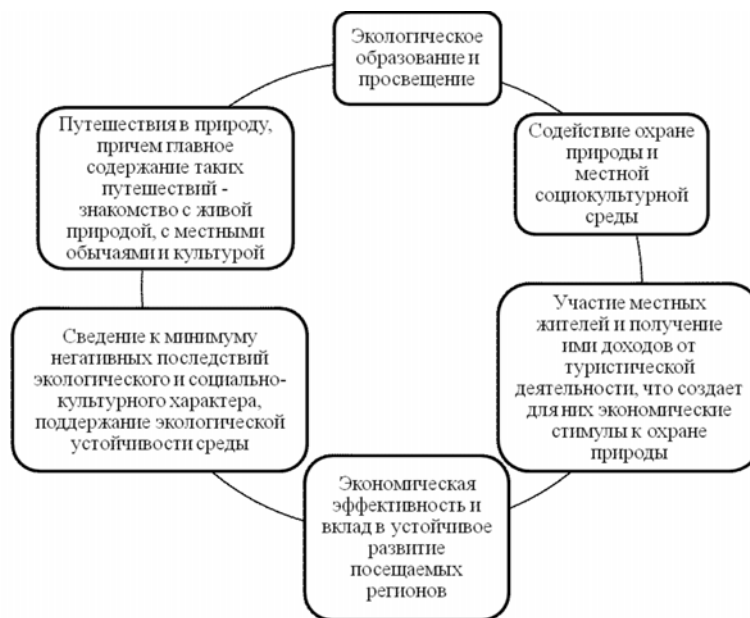 Экологическое
образование и
просвещение
Содействие охране
природы и
местной
социокультурной
среды
Участие местных
жителей и получение
ими доходов от
туристической
деятельности, что создает
для них экономические
стимулы к охране
природы
Экономическая
эффективность и
вклад в устойчивое
развитие
посещаемых
регионов
Сведение к минимуму
негативных последствий
экологического и социально-
культурного характера,
поддержание экологической
устойчивости среды
Путешествия в природу,
причем главное
содержание таких
путешествий -
знакомство с живой
природой, с местными
обычаями и культурой